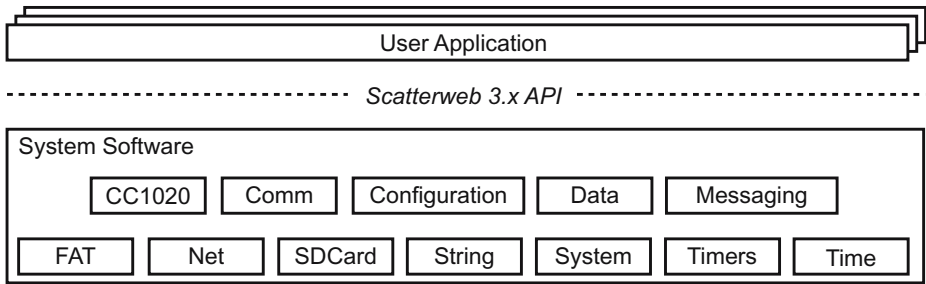 User Application
Scatterweb 3.x API
System Software
CC1020 Comm Configuration Data Messaging
FAT Net SDCard String System Timers Time